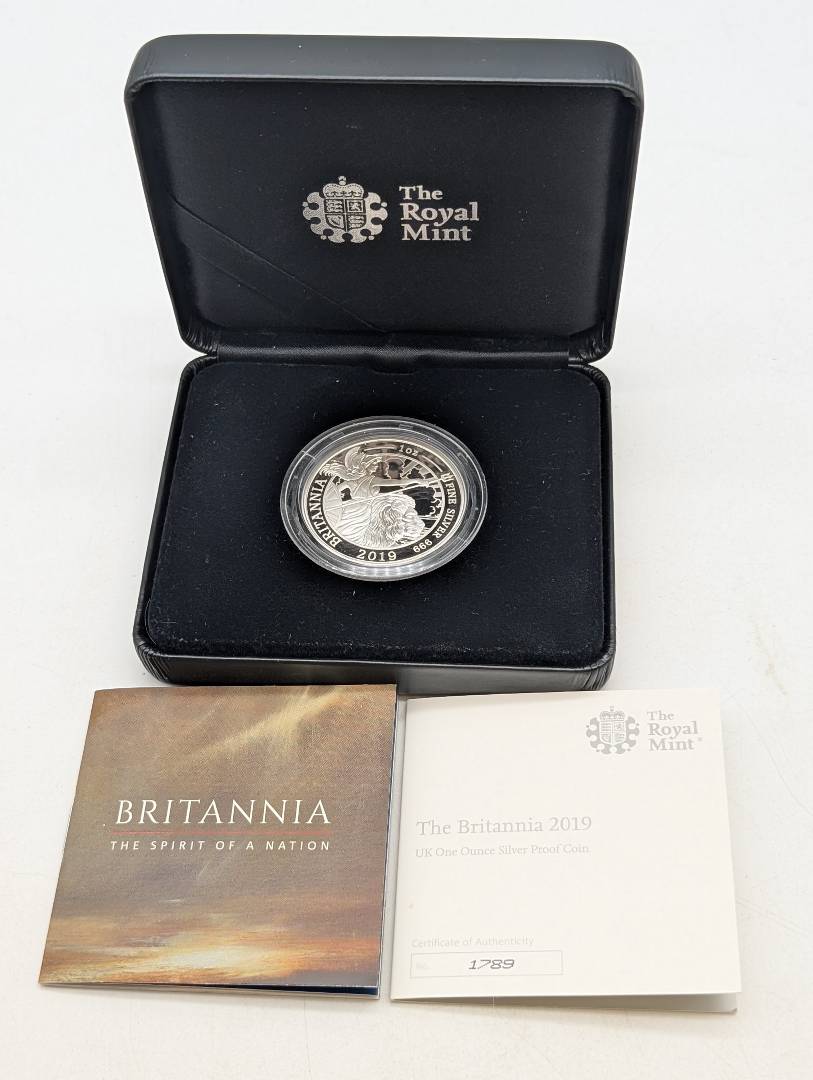 The
Royal
Mint
1oz
BRITANNIA
2019
999 FINE SILVER
BRITANNIA
THE SPIRIT OF A NATION
The
Royal
Mint®
The Britannia 2019
UK One Ounce Silver Proof Coin
Certificate of Authenticity
No. 1789